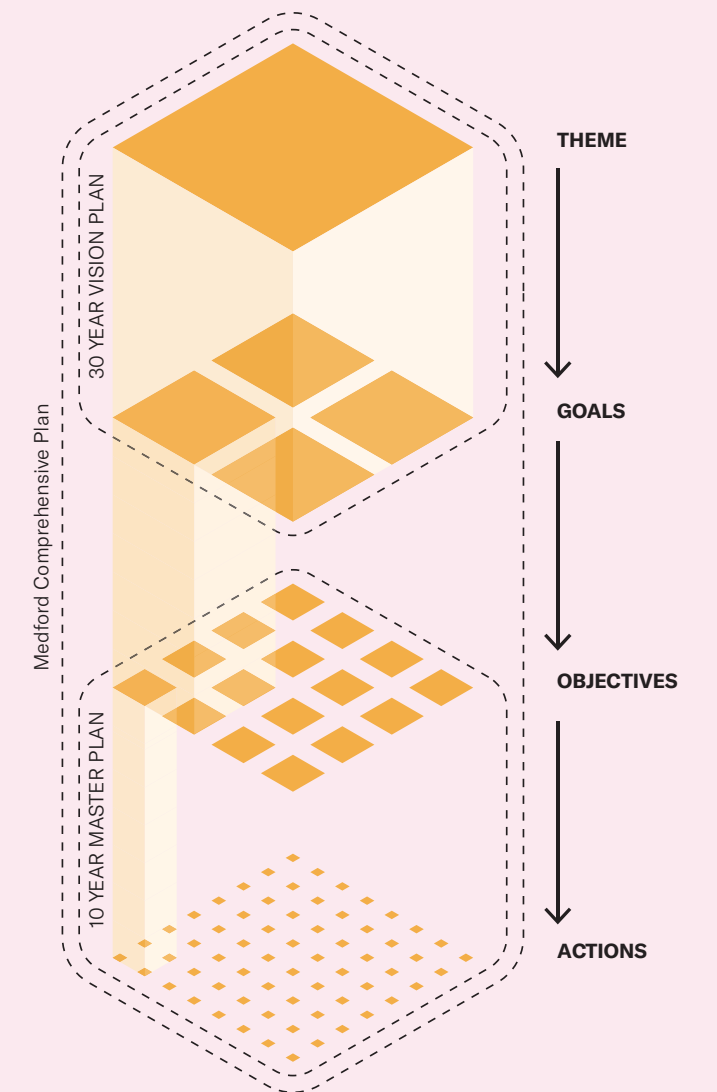 THEME
30 YEAR VISION PLAN
GOALS
Medford Comprehensive Plan
OBJECTIVES
10 YEAR MASTER PLAN
ACTIONS